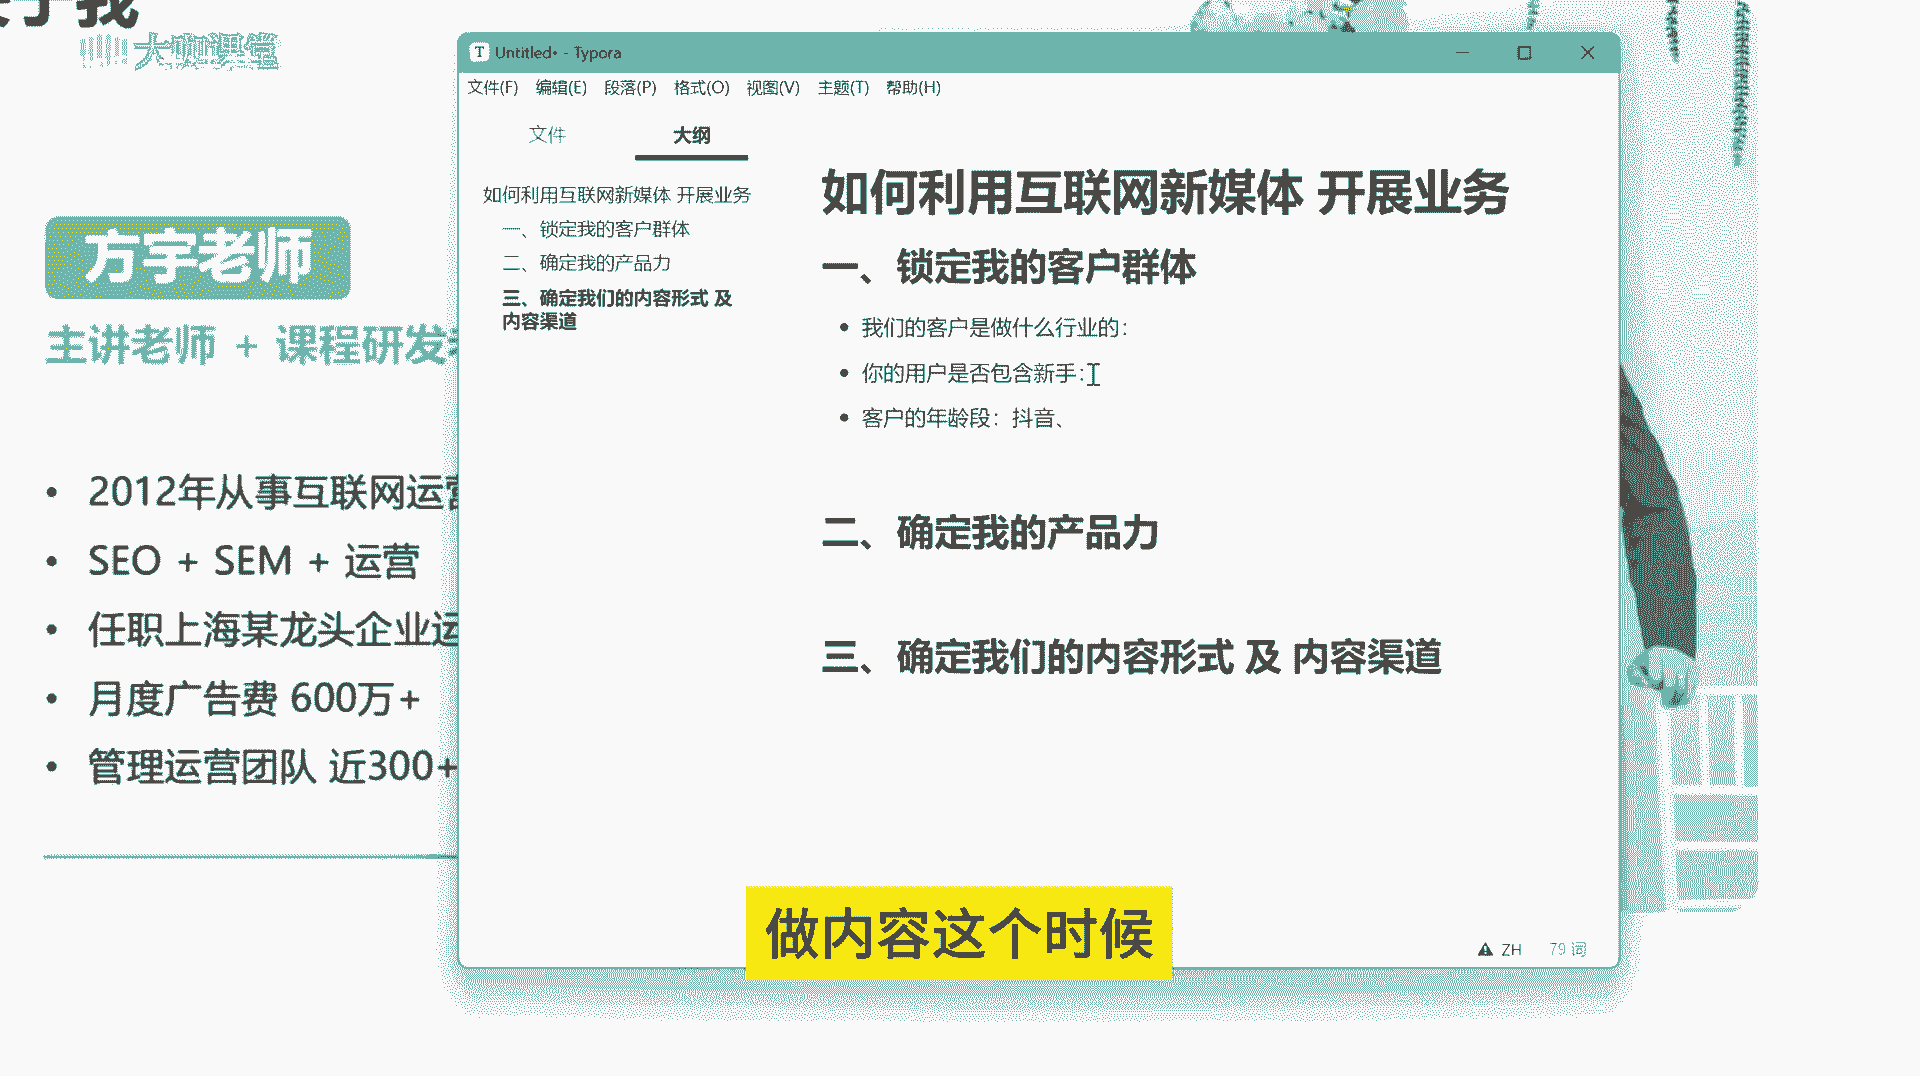 于我
大咖课堂
方宇老师
主讲老师 + 课程研发
• 2012年从事互联网运营
• SEO + SEM + 运营
• 任职上海某龙头企业运
• 月度广告费 600万+
• 管理运营团队 近300+
Untitled• - Typora
文件(F) 编辑(E) 段落(P) 格式(O) 视图(V) 主题(T) 帮助(H)
文件 大纲
如何利用互联网新媒体 开展业务
一、锁定我的客户群体
二、确定我的产品力
三、确定我们的内容形式 及
内容渠道
如何利用互联网新媒体 开展业务
一、锁定我的客户群体
• 我们的客户是做什么行业的：
• 你的用户是否包含新手：
• 客户的年龄段：抖音、
二、确定我的产品力
三、确定我们的内容形式 及 内容渠道
做内容这个时候
ZH 79 词